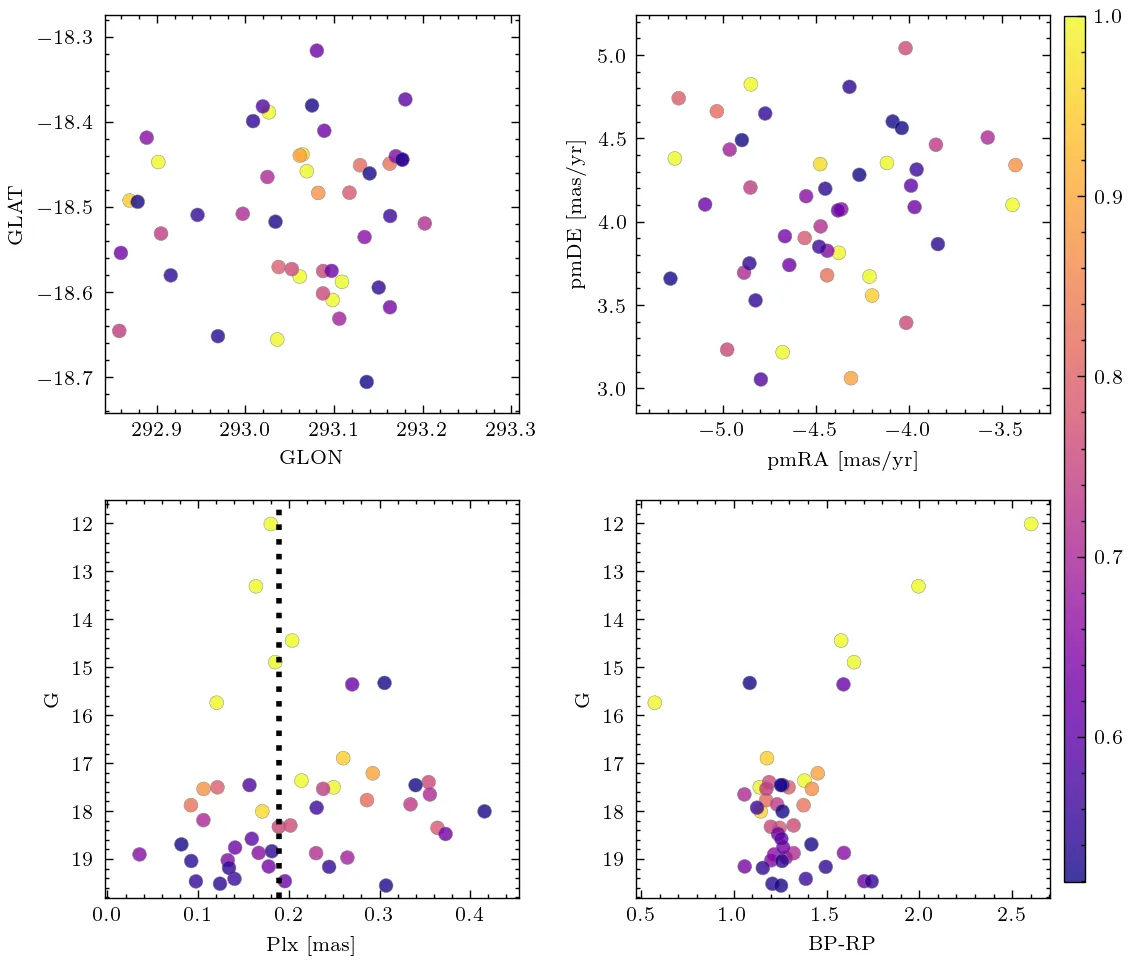 −18.3
−18.4
−18.5
−18.6
−18.7
GLAT
292.9 293.0 293.1 293.2 293.3
GLON
5.0
4.5
4.0
3.5
3.0
pmDE [mas/yr]
−5.0 −4.5 −4.0 −3.5
pmRA [mas/yr]
1.0
0.9
0.8
0.7
0.6
12
13
14
15
16
17
18
19
G
0.0 0.1 0.2 0.3 0.4
Plx [mas]
12
13
14
15
16
17
18
19
G
0.5 1.0 1.5 2.0 2.5
BP-RP